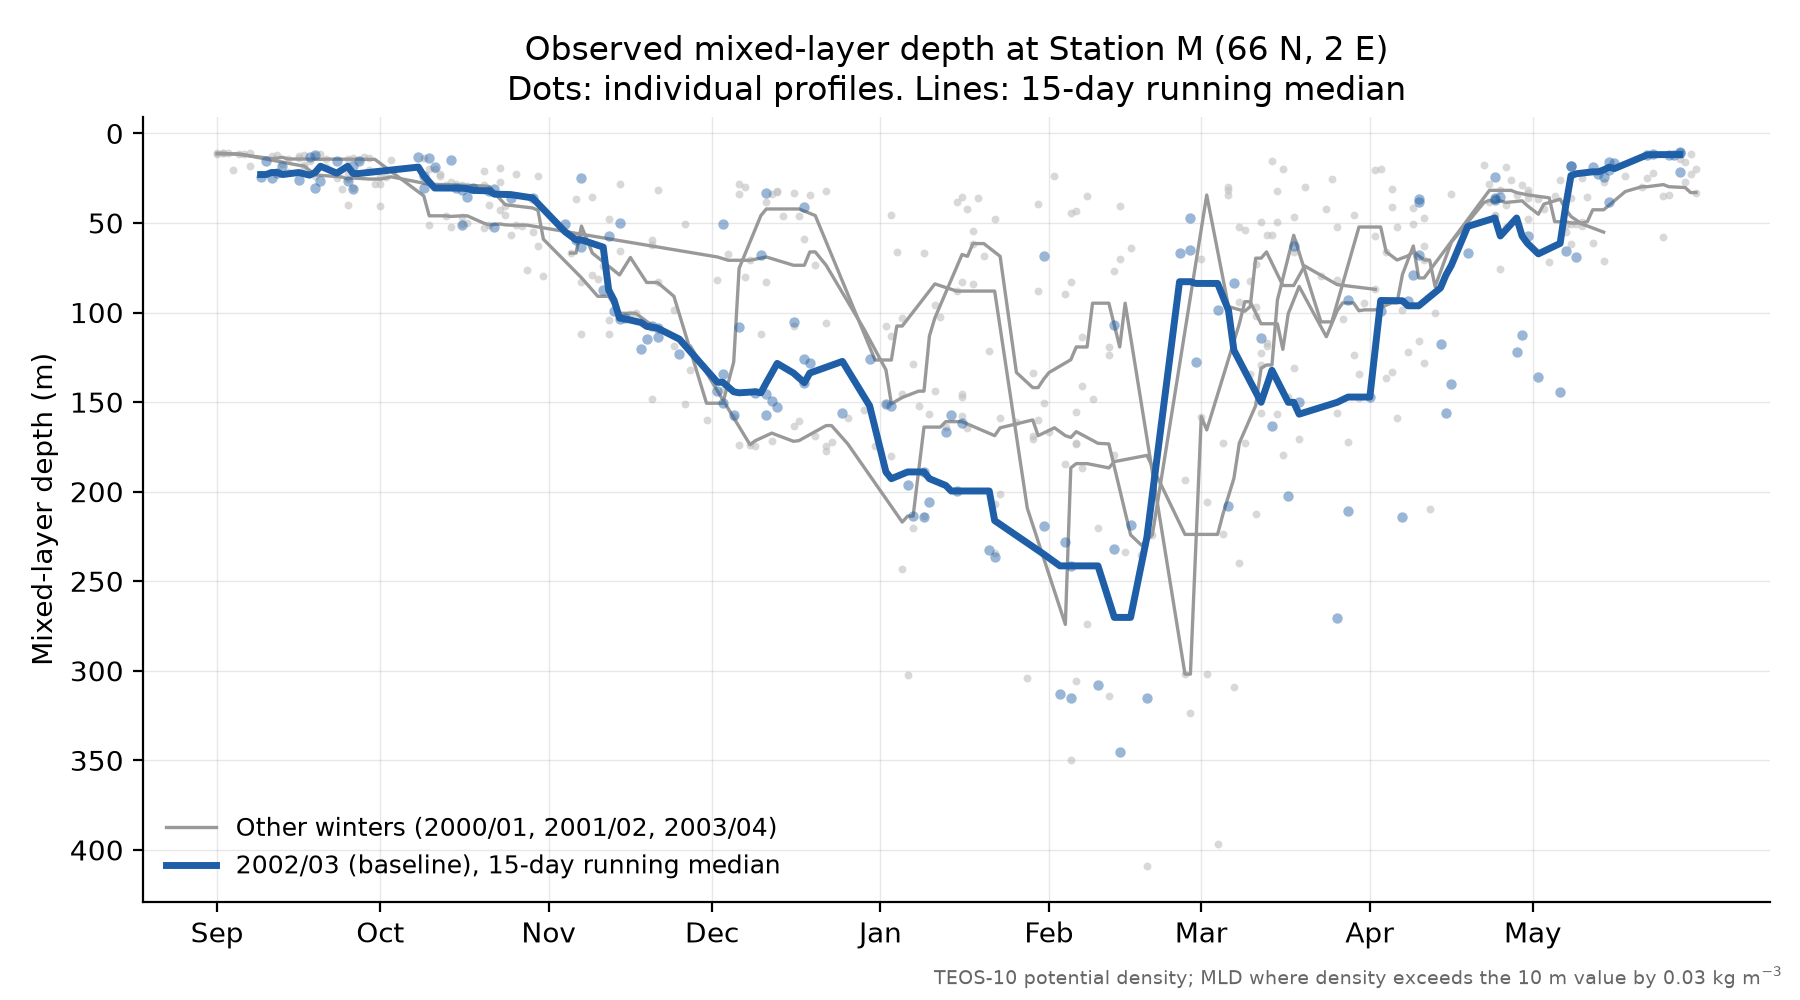 Observed mixed-layer depth at Station M (66 N, 2 E)
Dots: individual profiles. Lines: 15-day running median
Mixed-layer depth (m)
0
50
100
150
200
250
300
350
400
Other winters (2000/01, 2001/02, 2003/04)
2002/03 (baseline), 15-day running median
Sep Oct Nov Dec Jan Feb Mar Apr May
TEOS-10 potential density; MLD where density exceeds the 10 m value by 0.03 kg m⁻³